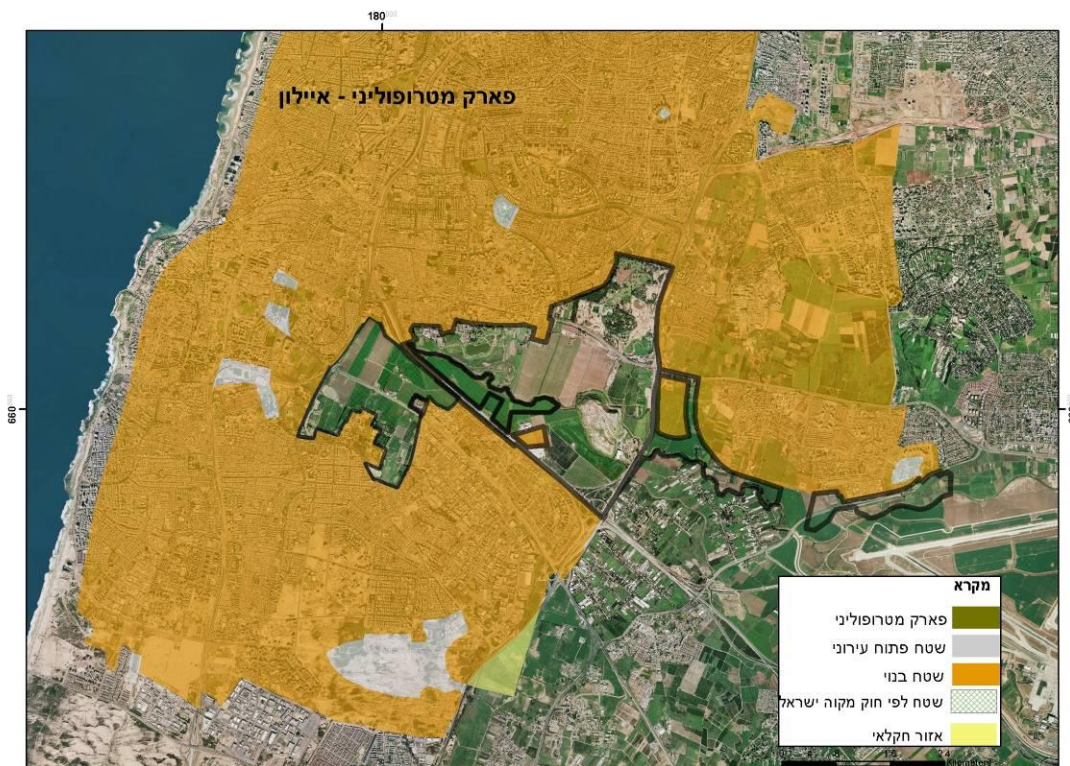 180000
פארק מטרופוליני - איילון
660
מקרא
פארק מטרופוליני
שטח פתוח עירוני
שטח בנוי
שטח לפי חוק מקוה ישראל
אזור חקלאי